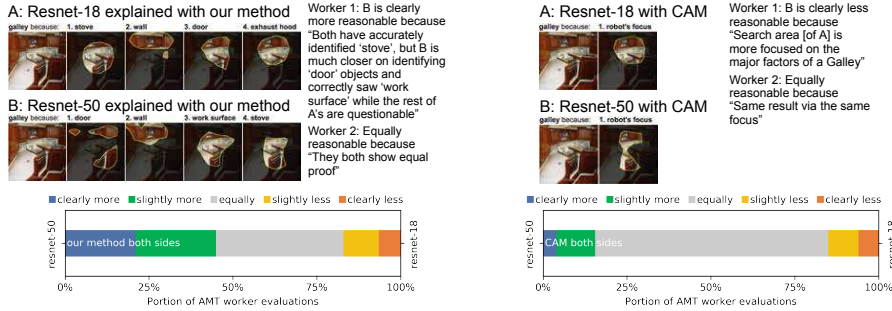 A: Resnet-18 explained with our method
galley because: 1. stove 2. wall 3. door 4. exhaust hood
B: Resnet-50 explained with our method
galley because: 1. door 2. wall 3. work surface 4. stove
Worker 1: B is clearly
more reasonable because
“Both have accurately
identified ‘stove’, but B is
much closer on identifying
‘door’ objects and
correctly saw ‘work
surface’ while the rest of
A’s are questionable”
Worker 2: Equally
reasonable because
“They both show equal
proof”
clearly more slightly more equally slightly less clearly less
resnet-50
our method both sides
resnet-18
0% 25% 50% 75% 100%
Portion of AMT worker evaluations
A: Resnet-18 with CAM
galley because: 1. robot's focus
B: Resnet-50 with CAM
galley because: 1. robot's focus
Worker 1: B is clearly less
reasonable because
“Search area [of A] is
more focused on the
major factors of a Galley”
Worker 2: Equally
reasonable because
“Same result via the same
focus”
clearly more slightly more equally slightly less clearly less
resnet-50
CAM both sides
resnet-18
0% 25% 50% 75% 100%
Portion of AMT worker evaluations